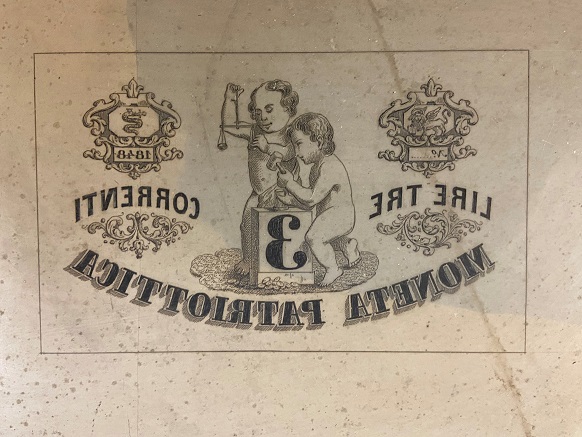 1848
N.
CORRENTI
LIRE TRE
3
MONETA PATRIOTTICA